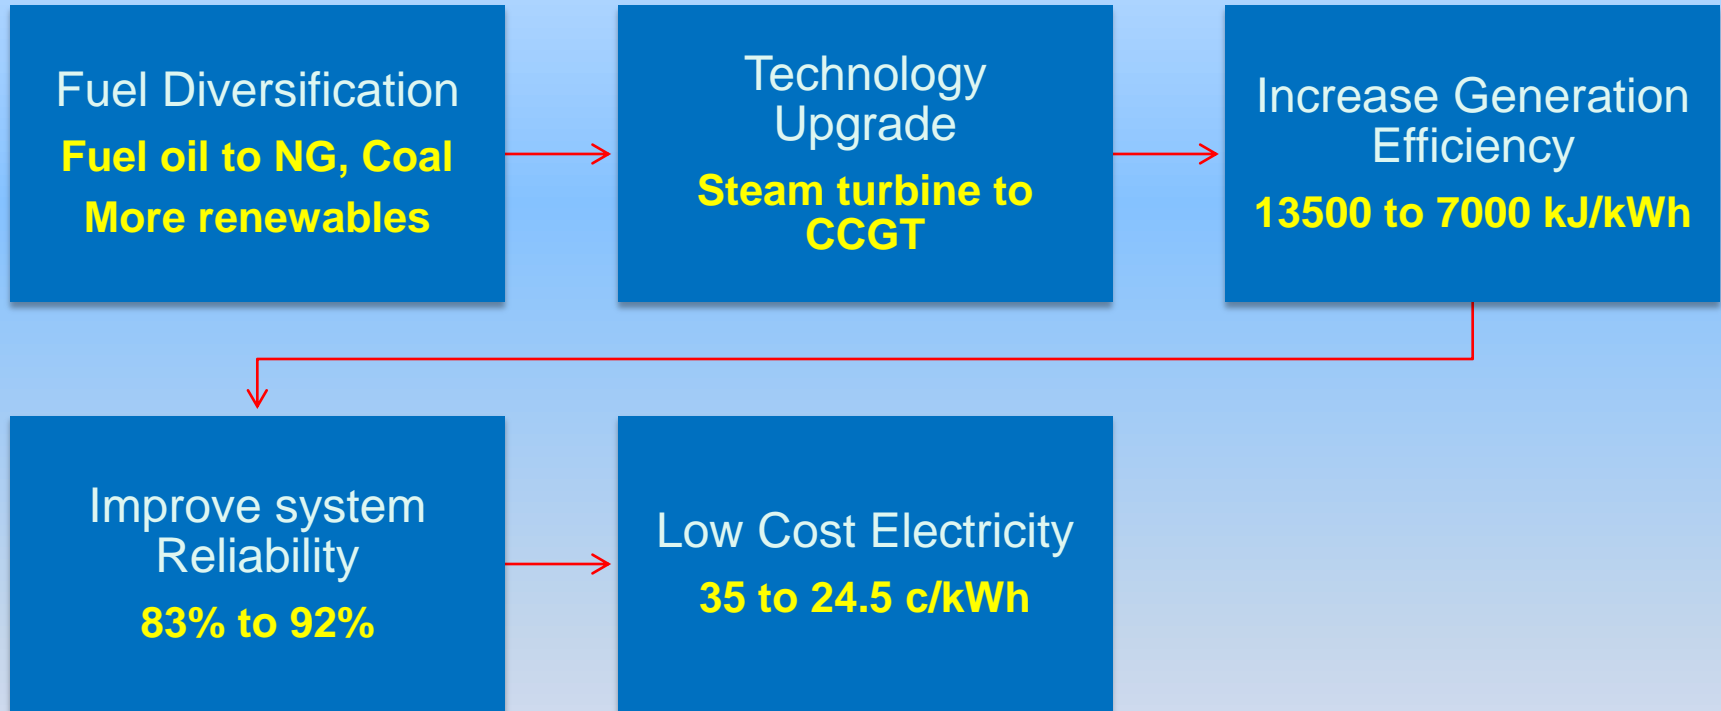 Fuel Diversification
Fuel oil to NG, Coal
More renewables
Technology
Upgrade
Steam turbine to
CCGT
Increase Generation
Efficiency
13500 to 7000 kJ/kWh
Improve system
Reliability
83% to 92%
Low Cost Electricity
35 to 24.5 c/kWh